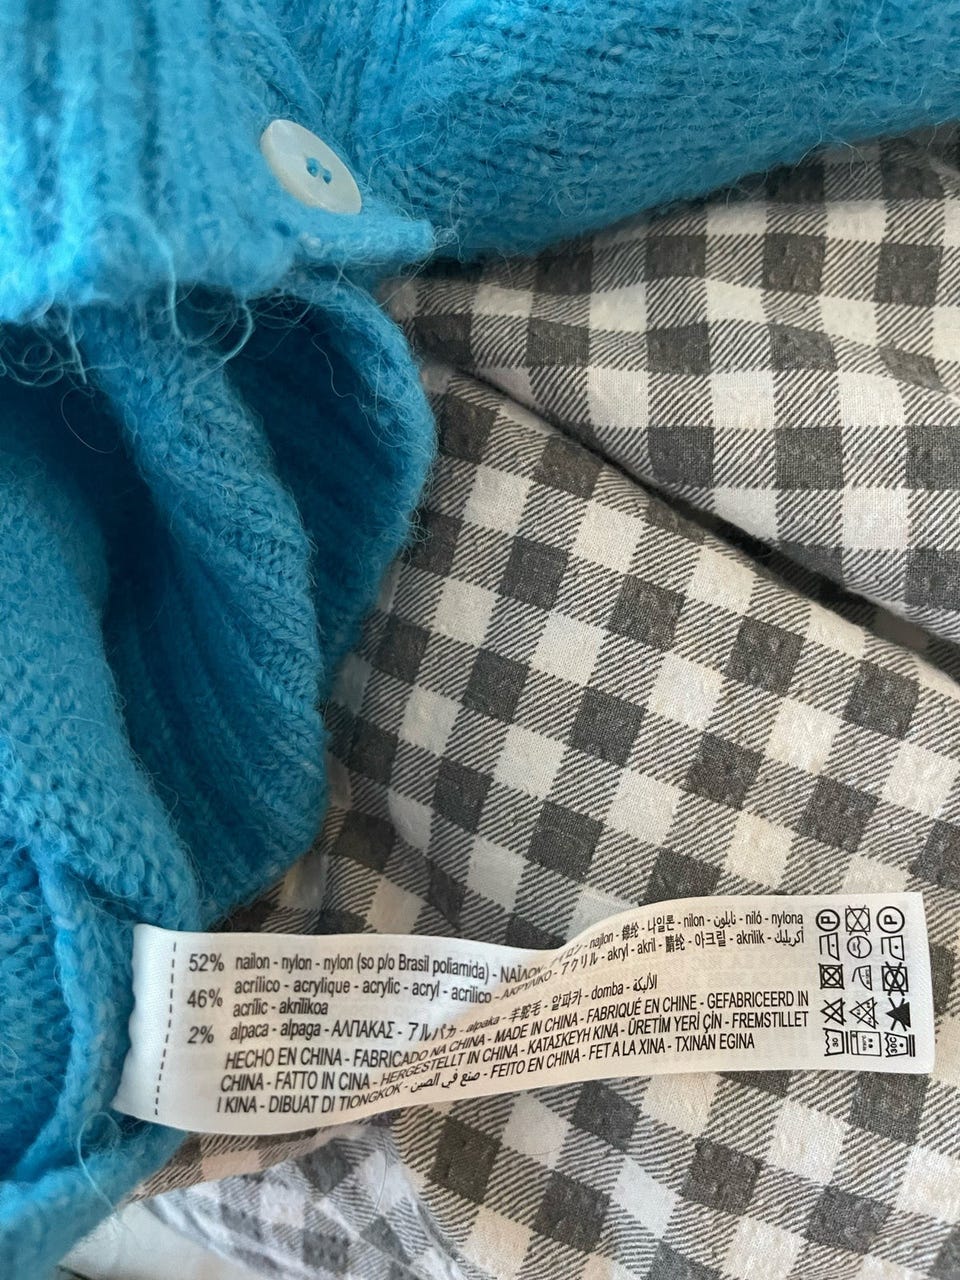 52% nailon - nylon - nylon (so p/o Brasil poliamida) - ΝΑΪΛΟΝ - ナイロン - najlon - 锦纶 - 나일론 - nilon - نايلون - niló - nylona
46% acrílico - acrylique - acrylic - acryl - acrilico - ΑΚΡΥΛΙΚΟ - アクリル - akryl - akril - 腈纶 - 아크릴 - akrilik - أكريليك
acrílic - akrilikoa
2% alpaca - alpaga - ΑΛΠΑΚΑΣ - アルパカ - alpaka - 羊驼毛 - 알파카 - domba - الألبكة
HECHO EN CHINA - FABRICADO NA CHINA - MADE IN CHINA - FABRIQUÉ EN CHINE - GEFABRICEERD IN
CHINA - FATTO IN CINA - HERGESTELLT IN CHINA - ΚΑΤΑΣΚΕΥΗ ΚΙΝΑ - ÜRETİM YERİ ÇİN - FREMSTILLET
I KINA - DIBUAT DI TIONGKOK - صنع في الصين - FEITO EN CHINA - FET A LA XINA - TXINAN EGINA
P P
30 30C